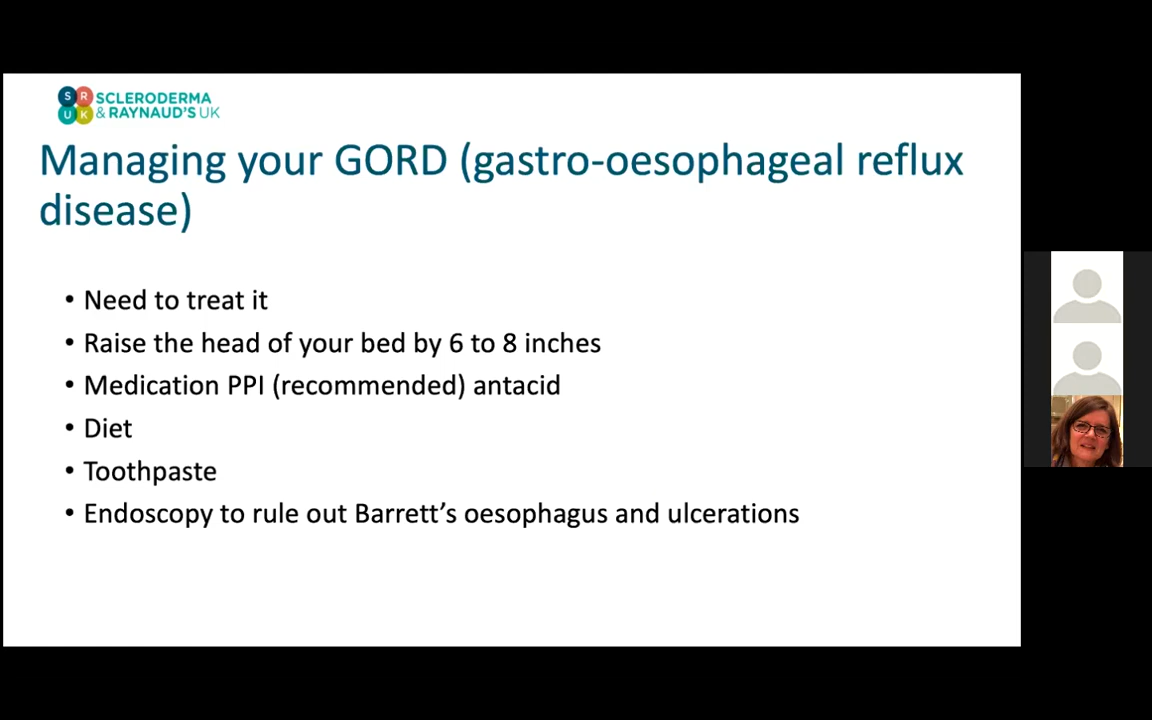 S R
U K
SCLERODERMA
& RAYNAUD'S UK
Managing your GORD (gastro-oesophageal reflux
disease)
• Need to treat it
• Raise the head of your bed by 6 to 8 inches
• Medication PPI (recommended) antacid
• Diet
• Toothpaste
• Endoscopy to rule out Barrett’s oesophagus and ulcerations